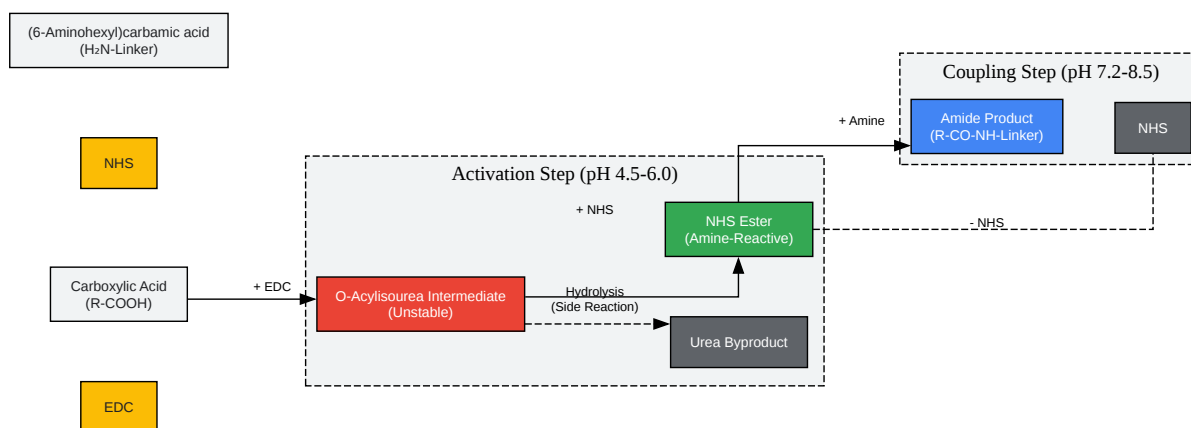 (6-Aminohexyl)carbamic acid
(H₂N-Linker)
NHS
Carboxylic Acid
(R-COOH)
EDC
+ EDC
Activation Step (pH 4.5-6.0)
+ NHS
O-Acylisourea Intermediate
(Unstable)
NHS Ester
(Amine-Reactive)
Hydrolysis
(Side Reaction)
Urea Byproduct
+ Amine
- NHS
Coupling Step (pH 7.2-8.5)
Amide Product
(R-CO-NH-Linker)
NHS